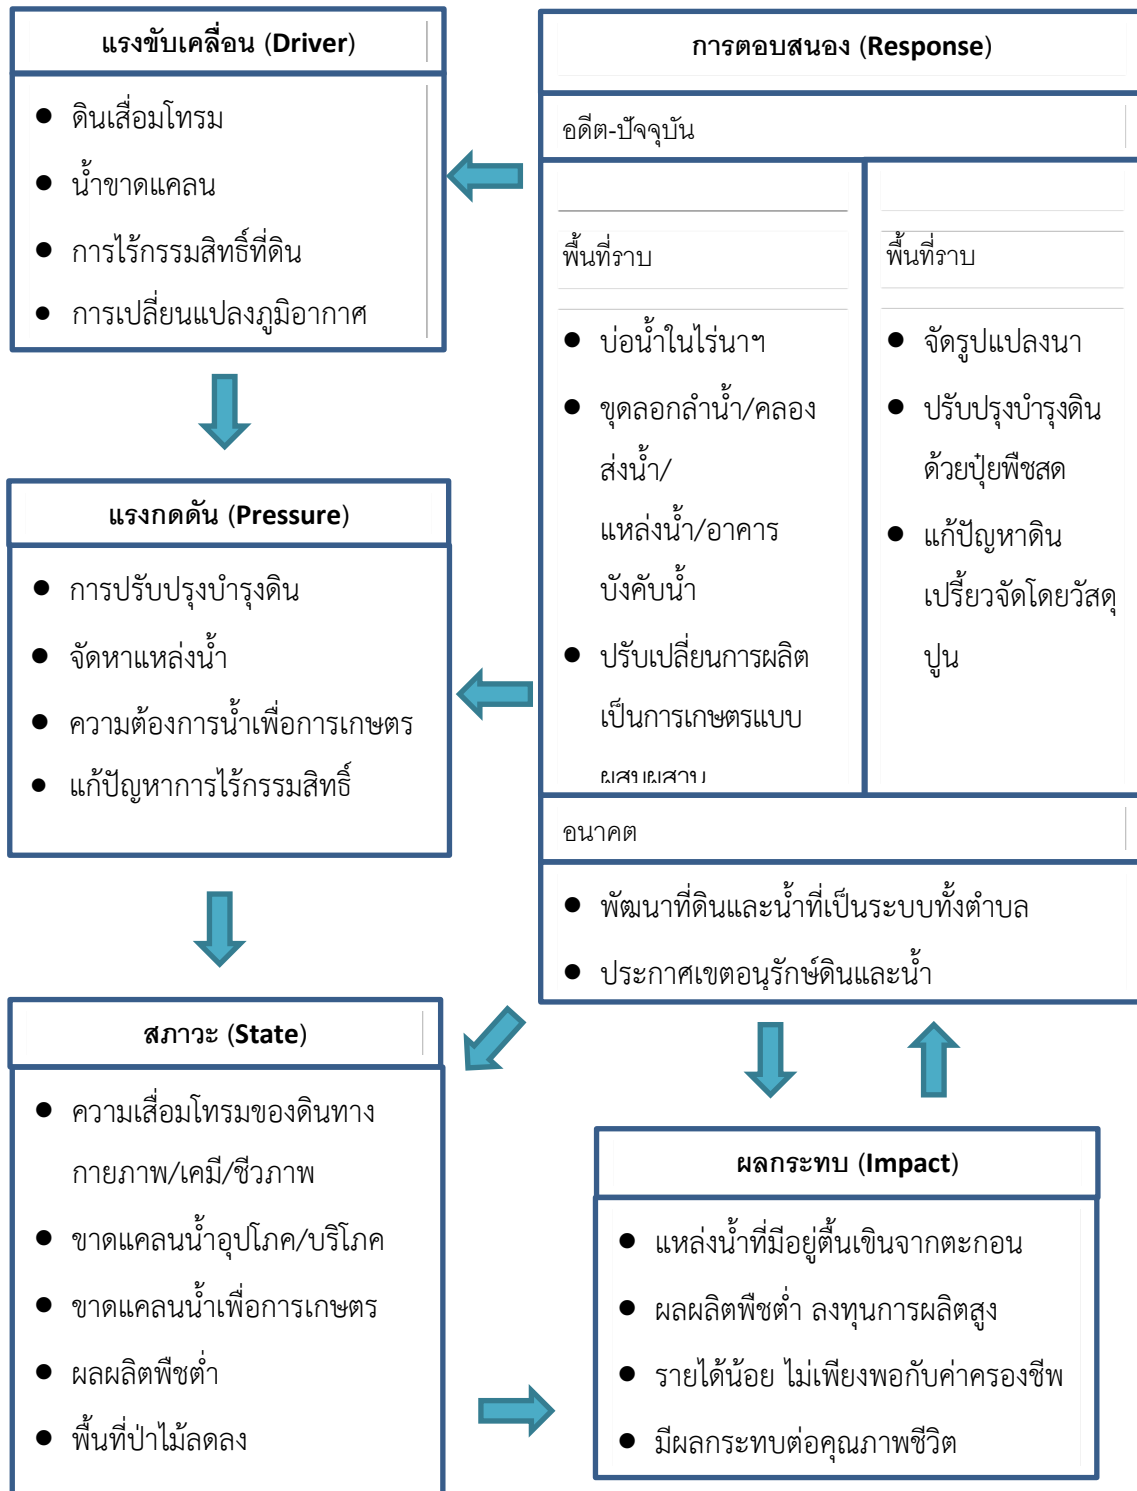 แรงขับเคลื่อน (Driver)
● ดินเสื่อมโทรม
● น้ำขาดแคลน
● การไร้กรรมสิทธิ์ที่ดิน
● การเปลี่ยนแปลงภูมิอากาศ
แรงกดดัน (Pressure)
● การปรับปรุงบำรุงดิน
● จัดหาแหล่งน้ำ
● ความต้องการน้ำเพื่อการเกษตร
● แก้ปัญหาการไร้กรรมสิทธิ์
สภาวะ (State)
● ความเสื่อมโทรมของดินทาง
กายภาพ/เคมี/ชีวภาพ
● ขาดแคลนน้ำอุปโภค/บริโภค
● ขาดแคลนน้ำเพื่อการเกษตร
● ผลผลิตพืชต่ำ
● พื้นที่ป่าไม้ลดลง
การตอบสนอง (Response)
อดีต-ปัจจุบัน
พื้นที่ราบ
● บ่อน้ำในไร่นาฯ
● ขุดลอกลำน้ำ/คลอง
ส่งน้ำ/
แหล่งน้ำ/อาคาร
บังคับน้ำ
● ปรับเปลี่ยนการผลิต
เป็นการเกษตรแบบ
ผสมผสาน
พื้นที่ราบ
● จัดรูปแปลงนา
● ปรับปรุงบำรุงดิน
ด้วยปุ๋ยพืชสด
● แก้ปัญหาดิน
เปรี้ยวจัดโดยวัสดุ
ปูน
อนาคต
● พัฒนาที่ดินและน้ำที่เป็นระบบทั้งตำบล
● ประกาศเขตอนุรักษ์ดินและน้ำ
ผลกระทบ (Impact)
● แหล่งน้ำที่มีอยู่ตื้นเขินจากตะกอน
● ผลผลิตพืชต่ำ ลงทุนการผลิตสูง
● รายได้น้อย ไม่เพียงพอกับค่าครองชีพ
● มีผลกระทบต่อคุณภาพชีวิต